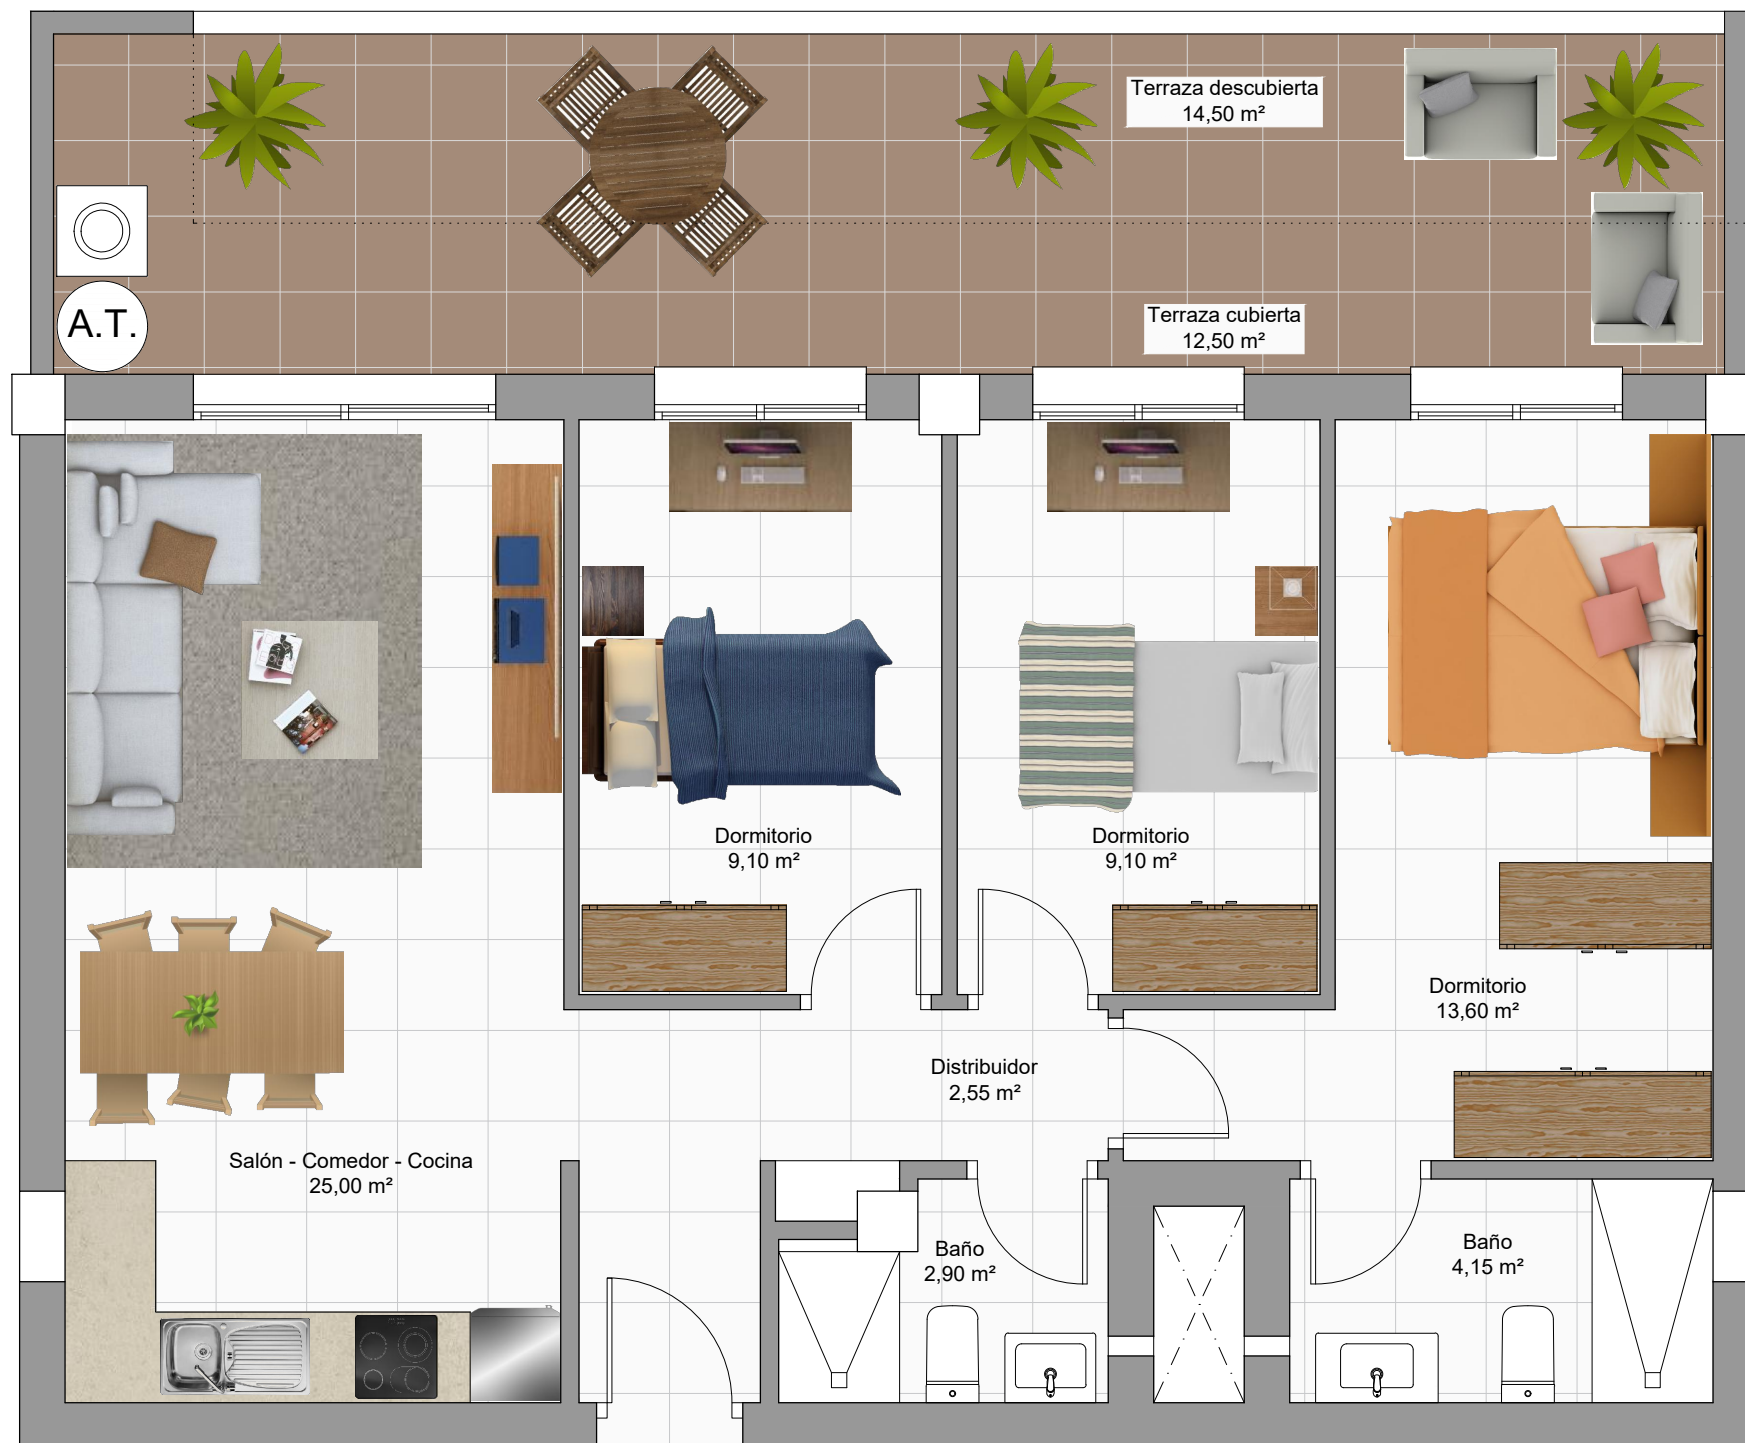 Terraza descubierta
14,50 m²
Terraza cubierta
12,50 m²
A.T.
Dormitorio
9,10 m²
Dormitorio
9,10 m²
Dormitorio
13,60 m²
Distribuidor
2,55 m²
Salón - Comedor - Cocina
25,00 m²
Baño
2,90 m²
Baño
4,15 m²